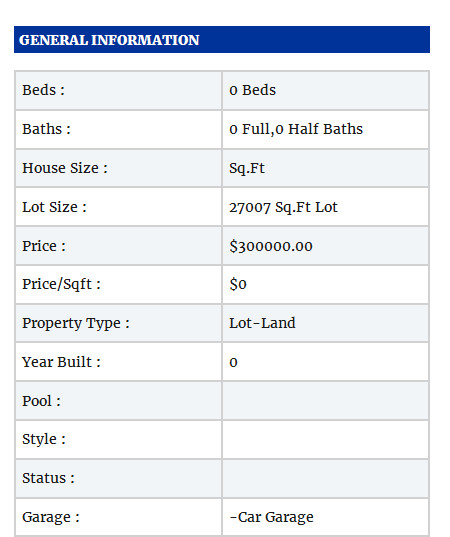 GENERAL INFORMATION
Beds : 0 Beds
Baths : 0 Full,0 Half Baths
House Size : Sq.Ft
Lot Size : 27007 Sq.Ft Lot
Price : $300000.00
Price/Sqft : $0
Property Type : Lot-Land
Year Built : 0
Pool :
Style :
Status :
Garage : -Car Garage